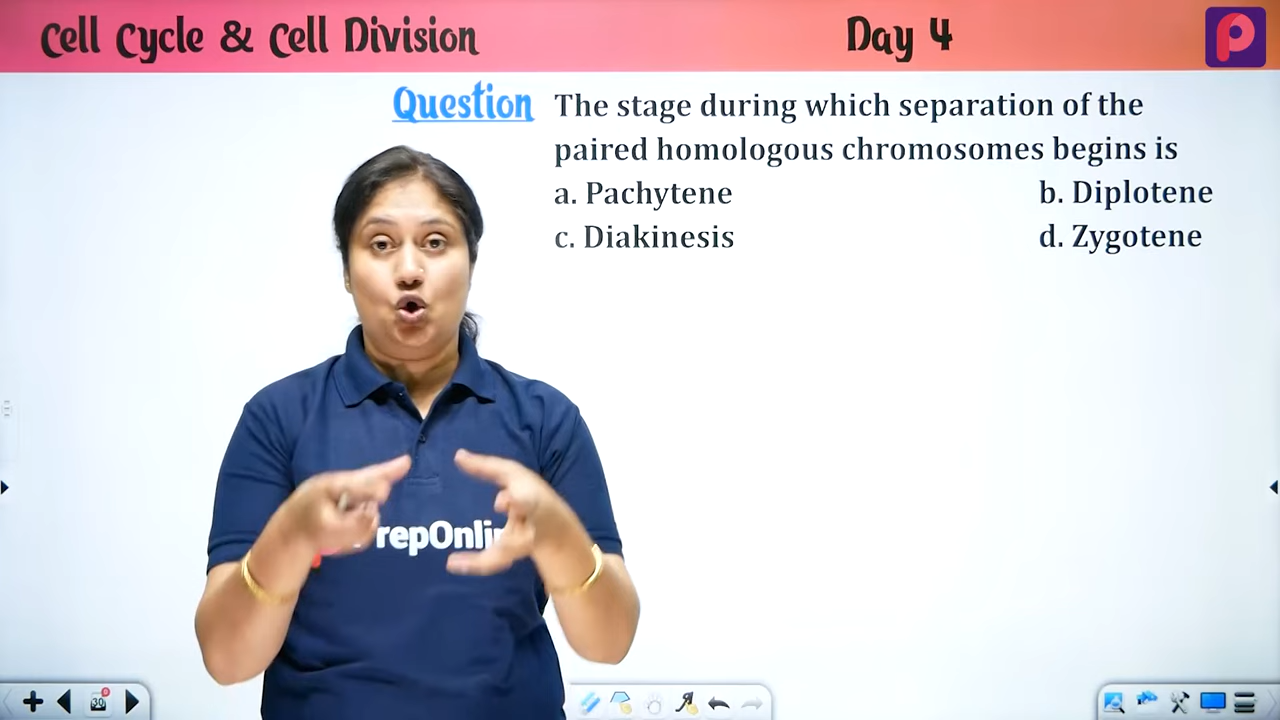 Cell Cycle & Cell Division
Day 4
Question
The stage during which separation of the
paired homologous chromosomes begins is
a. Pachytene
b. Diplotene
c. Diakinesis
d. Zygotene
repOnli
30